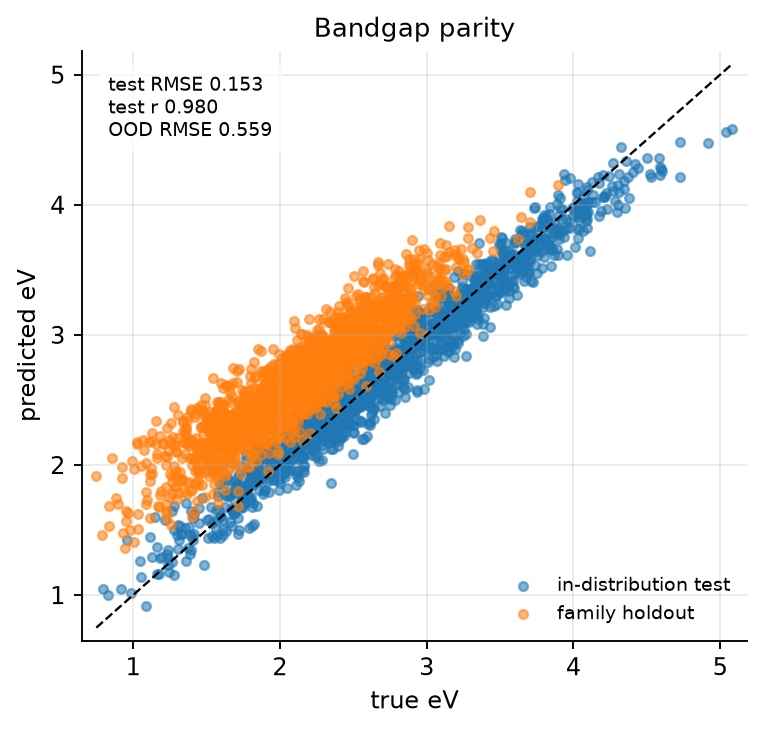 Bandgap parity
test RMSE 0.153
test r 0.980
OOD RMSE 0.559
5
4
3
2
1
predicted eV
in-distribution test
family holdout
1
2
3
4
5
true eV